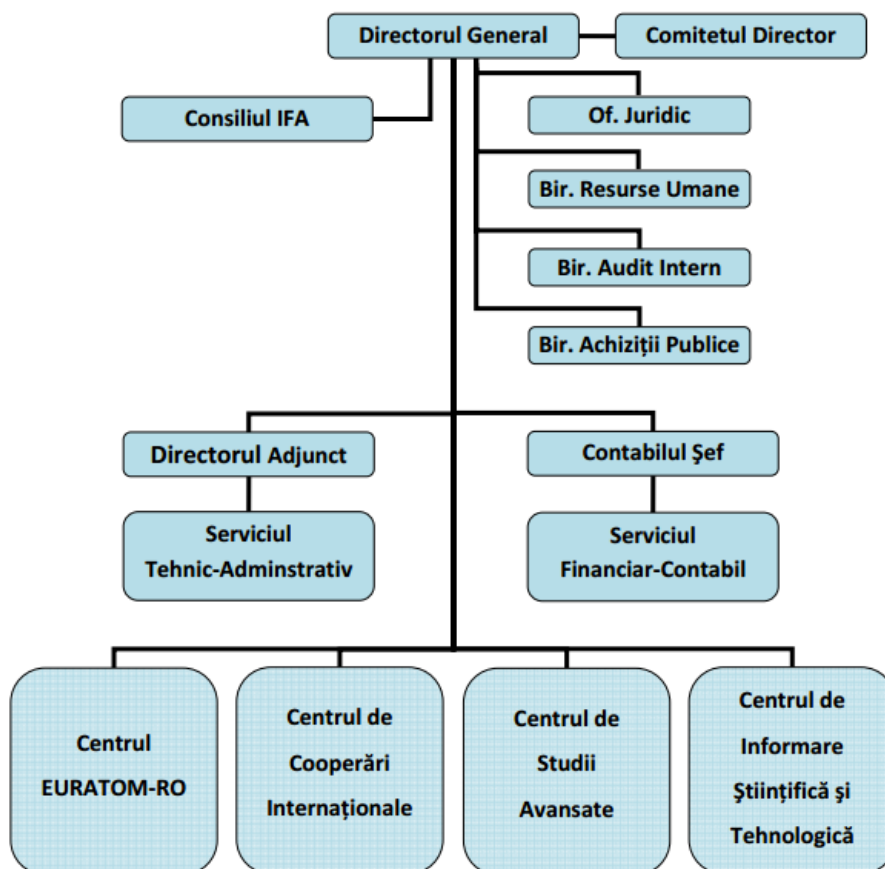 Directorul General
Comitetul Director
Consiliul IFA
Of. Juridic
Bir. Resurse Umane
Bir. Audit Intern
Bir. Achiziții Publice
Directorul Adjunct
Contabilul Şef
Serviciul
Tehnic-Adminstrativ
Serviciul
Financiar-Contabil
Centrul
EURATOM-RO
Centrul de
Cooperări
Internaționale
Centrul de
Studii
Avansate
Centrul de
Informare
Ştiințifică şi
Tehnologică